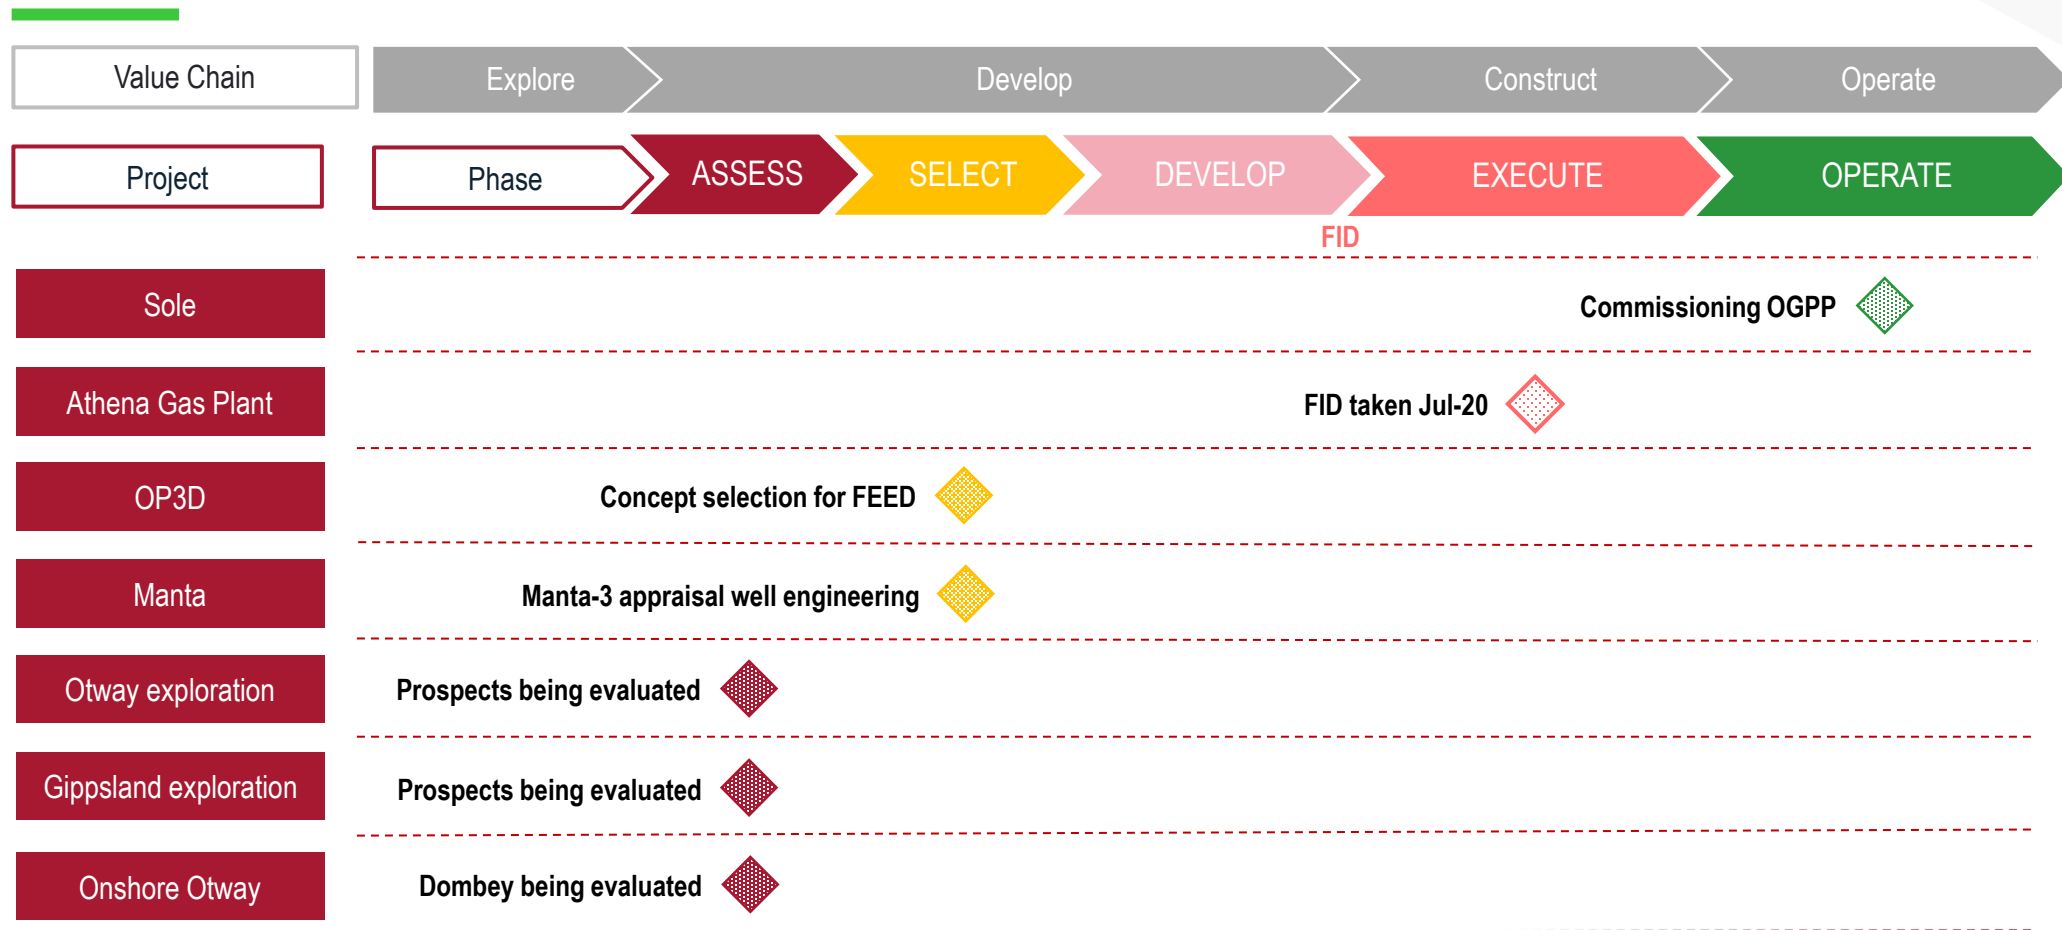 Value Chain
Explore
Develop
Construct
Operate
Project
Phase
ASSESS
SELECT
DEVELOP
EXECUTE
OPERATE
FID
Sole
Commissioning OGPP
Athena Gas Plant
FID taken Jul-20
OP3D
Concept selection for FEED
Manta
Manta-3 appraisal well engineering
Otway exploration
Prospects being evaluated
Gippsland exploration
Prospects being evaluated
Onshore Otway
Dombey being evaluated